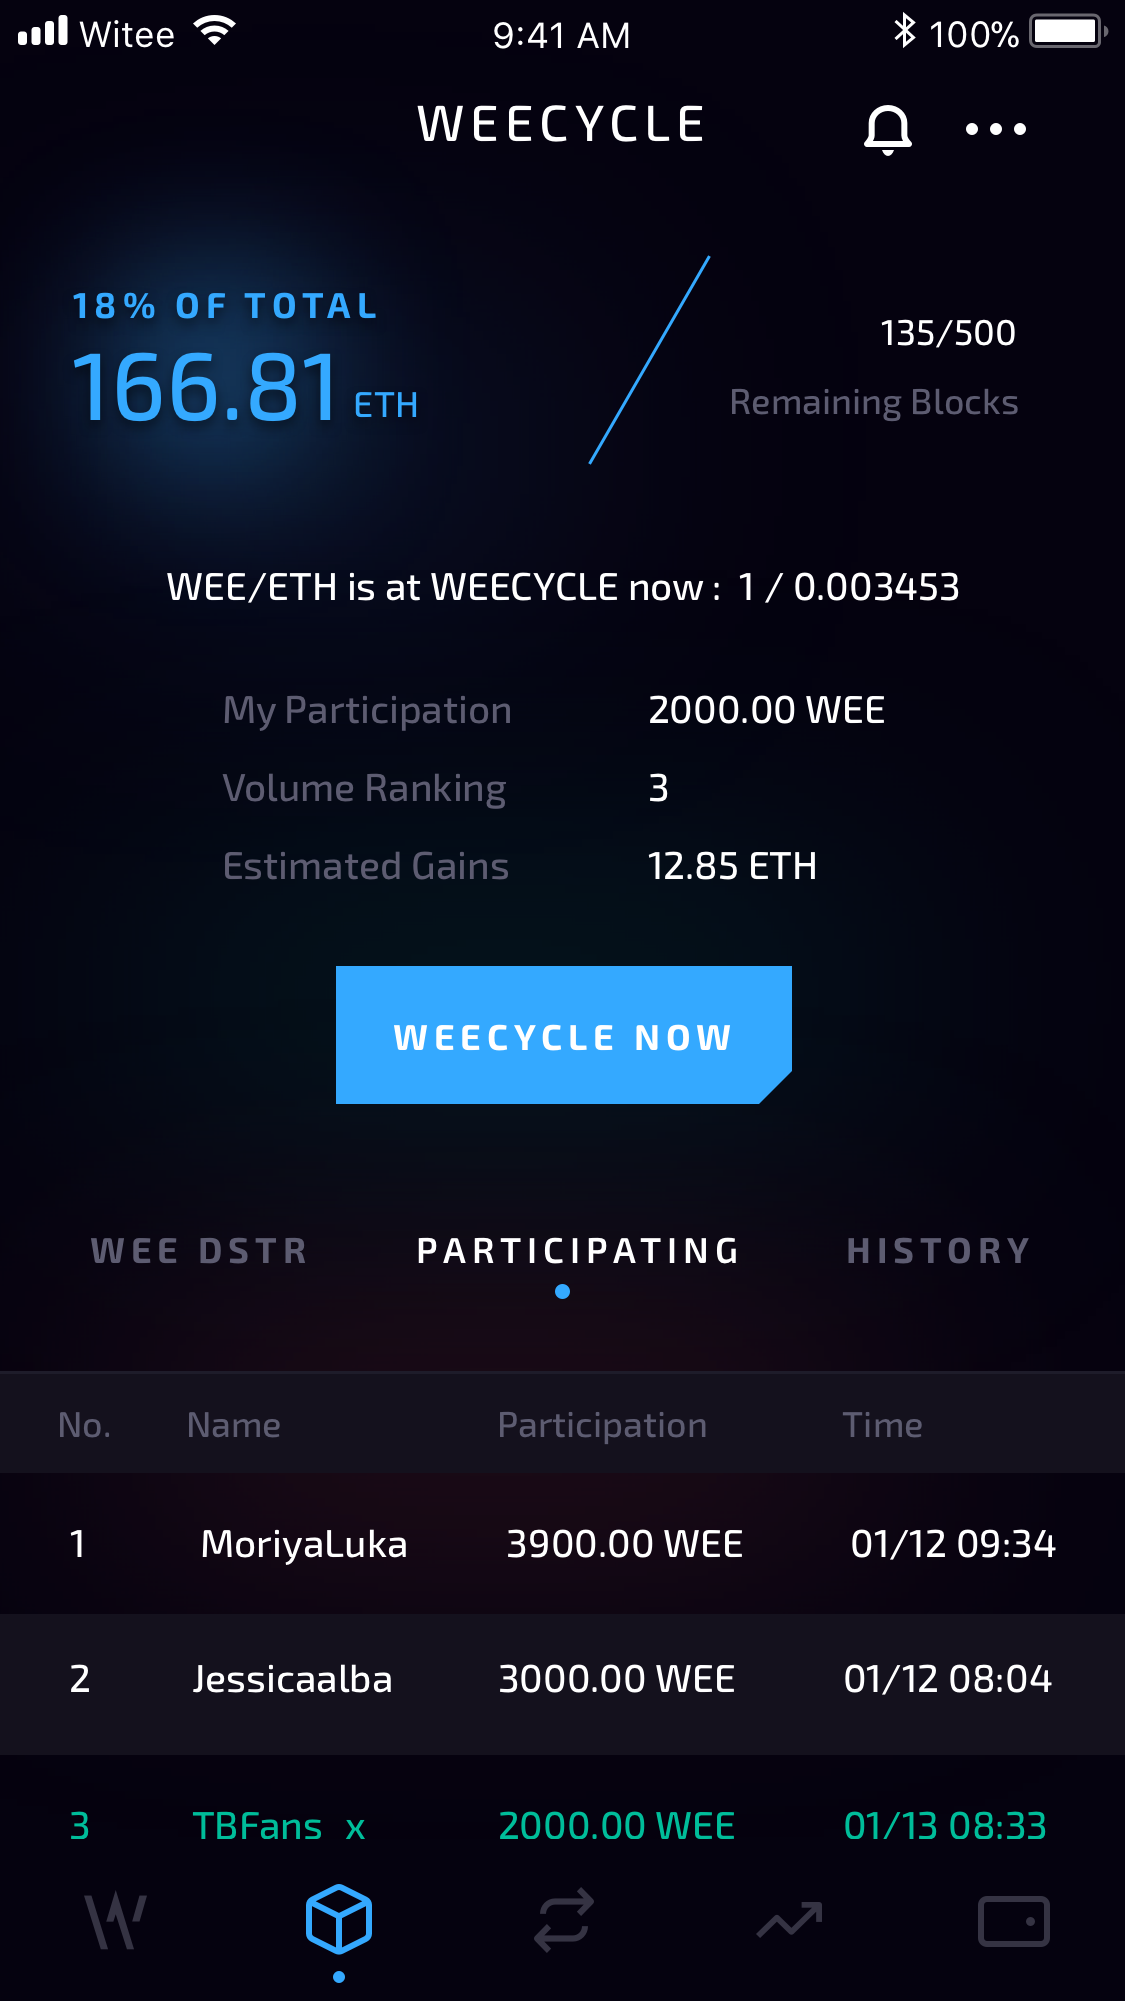 Witee 9:41 AM 100%
WEECYCLE
18% OF TOTAL
166.81 ETH
135/500
Remaining Blocks
WEE/ETH is at WEECYCLE now : 1 / 0.003453
My Participation 2000.00 WEE
Volume Ranking 3
Estimated Gains 12.85 ETH
WEECYCLE NOW
WEE DSTR PARTICIPATING HISTORY
No. Name Participation Time
1 MoriyaLuka 3900.00 WEE 01/12 09:34
2 Jessicaalba 3000.00 WEE 01/12 08:04
3 TBFans x 2000.00 WEE 01/13 08:33